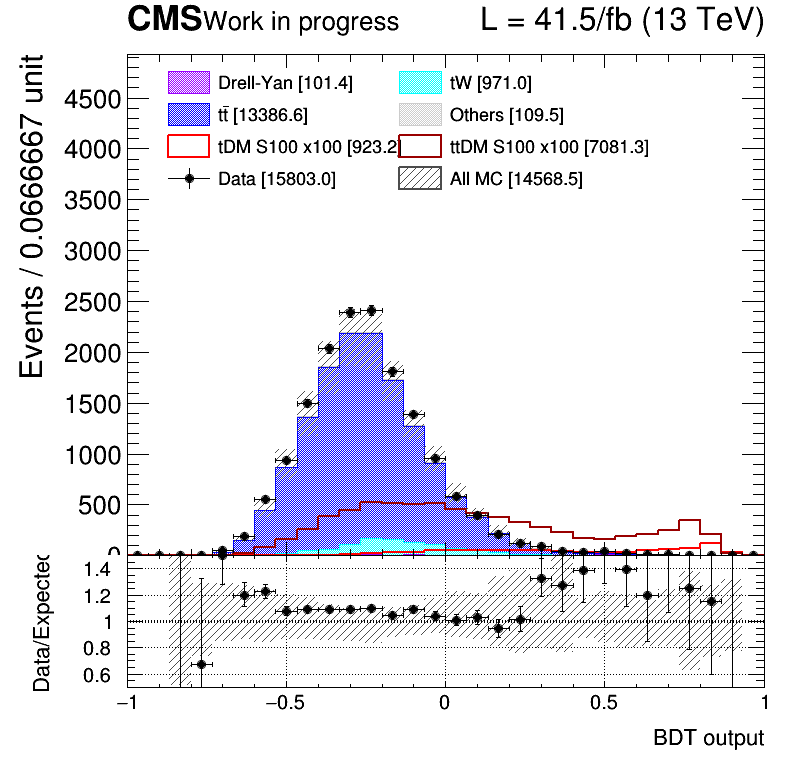 CMS Work in progress L = 41.5/fb (13 TeV)
Events / 0.0666667 unit
Drell-Yan [101.4] tW [971.0]
tt̄ [13386.6] Others [109.5]
tDM S100 x100 [923.2] ttDM S100 x100 [7081.3]
Data [15803.0] All MC [14568.5]
4500
4000
3500
3000
2500
2000
1500
1000
500
0
Data/Expected
1.4
1.2
1
0.8
0.6
−1 −0.5 0 0.5 1
BDT output